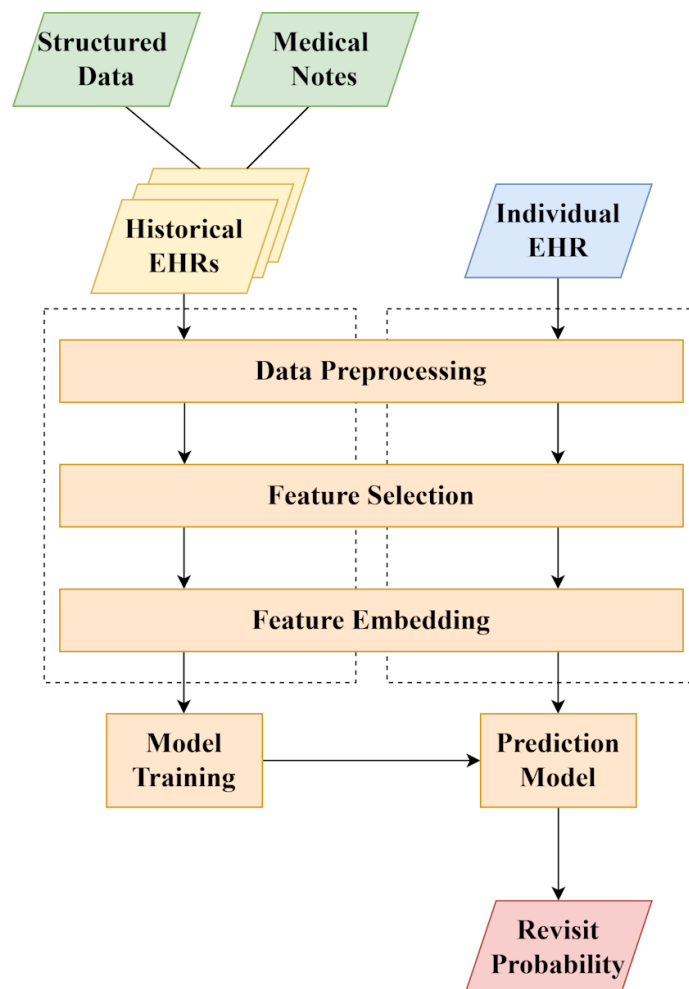 Structured
Data
Medical
Notes
Historical
EHRs
Individual
EHR
Data Preprocessing
Feature Selection
Feature Embedding
Model
Training
Prediction
Model
Revisit
Probability